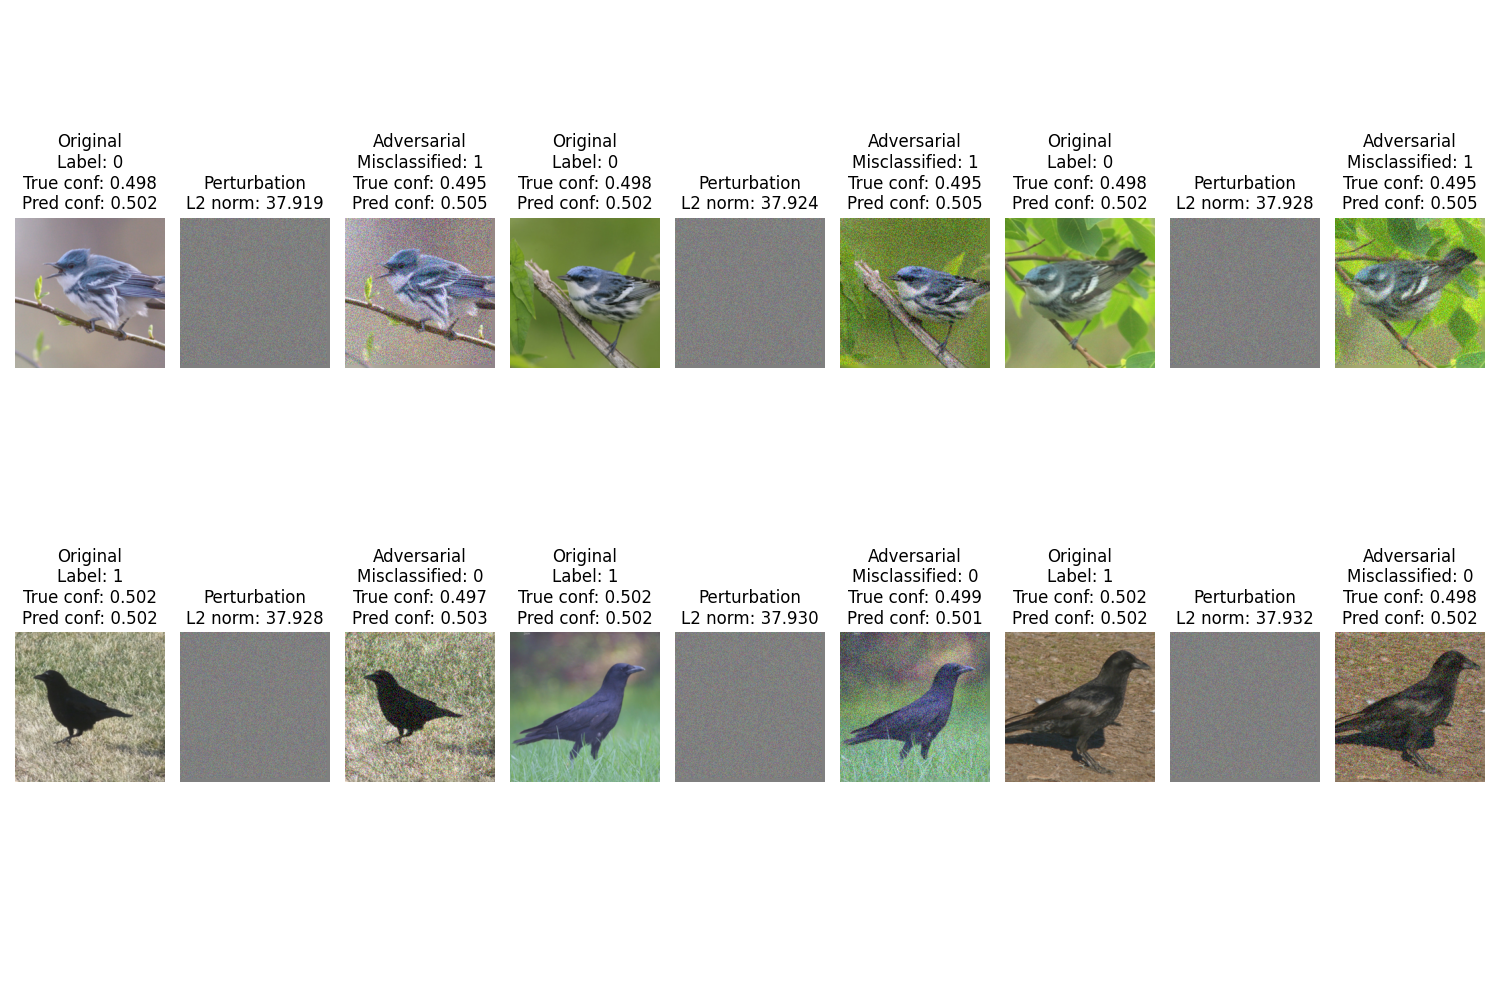 Original
Label: 0
True conf: 0.498
Pred conf: 0.502
Perturbation
L2 norm: 37.919
Adversarial
Misclassified: 1
True conf: 0.495
Pred conf: 0.505
Original
Label: 0
True conf: 0.498
Pred conf: 0.502
Perturbation
L2 norm: 37.924
Adversarial
Misclassified: 1
True conf: 0.495
Pred conf: 0.505
Original
Label: 0
True conf: 0.498
Pred conf: 0.502
Perturbation
L2 norm: 37.928
Adversarial
Misclassified: 1
True conf: 0.495
Pred conf: 0.505
Original
Label: 1
True conf: 0.502
Pred conf: 0.502
Perturbation
L2 norm: 37.928
Adversarial
Misclassified: 0
True conf: 0.497
Pred conf: 0.503
Original
Label: 1
True conf: 0.502
Pred conf: 0.502
Perturbation
L2 norm: 37.930
Adversarial
Misclassified: 0
True conf: 0.499
Pred conf: 0.501
Original
Label: 1
True conf: 0.502
Pred conf: 0.502
Perturbation
L2 norm: 37.932
Adversarial
Misclassified: 0
True conf: 0.498
Pred conf: 0.502